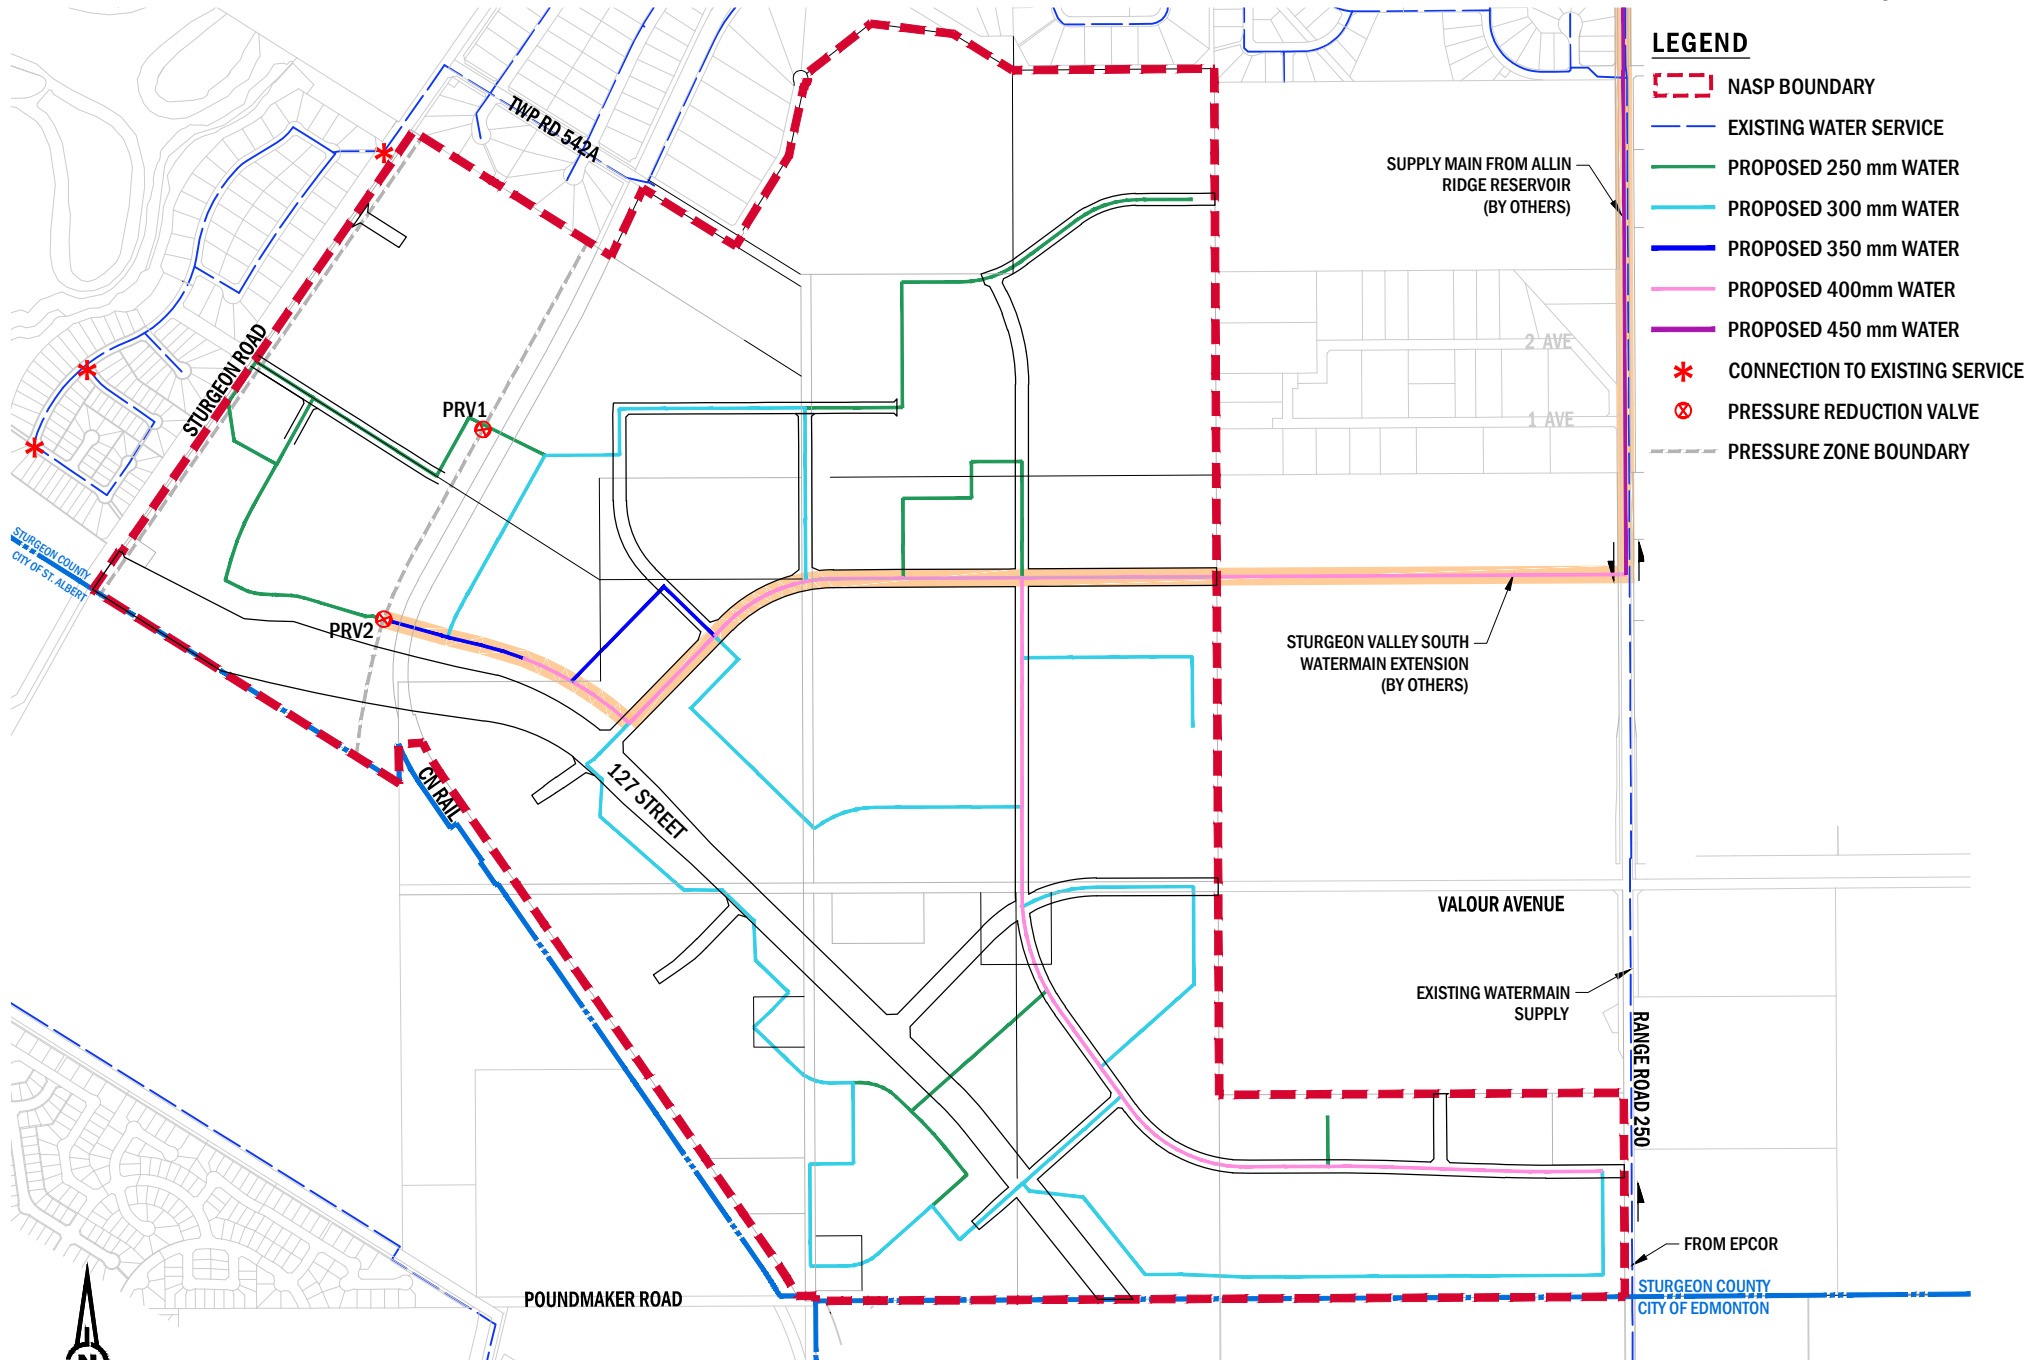 LEGEND
NASP BOUNDARY
EXISTING WATER SERVICE
PROPOSED 250 mm WATER
PROPOSED 300 mm WATER
PROPOSED 350 mm WATER
PROPOSED 400mm WATER
PROPOSED 450 mm WATER
CONNECTION TO EXISTING SERVICE
PRESSURE REDUCTION VALVE
PRESSURE ZONE BOUNDARY
TWP RD 542A
SUPPLY MAIN FROM ALLIN
RIDGE RESERVOIR
(BY OTHERS)
STURGEON ROAD
2 AVE
1 AVE
PRV1
STURGEON COUNTY
CITY OF ST. ALBERT
PRV2
STURGEON VALLEY SOUTH
WATERMAIN EXTENSION
(BY OTHERS)
CN RAIL
127 STREET
VALOUR AVENUE
EXISTING WATERMAIN
SUPPLY
RANGE ROAD 250
FROM EPCOR
STURGEON COUNTY
CITY OF EDMONTON
POUNDMAKER ROAD
N